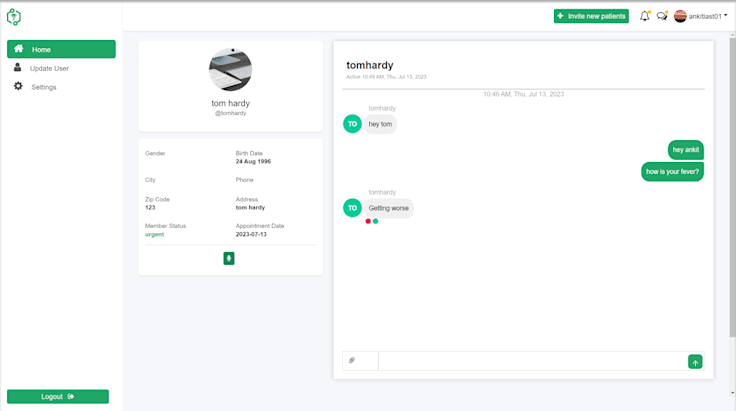 Invite new patients
ankitlast01
Home
Update User
Settings
Logout
tom hardy
@tomhardy
Gender
Birth Date
24 Aug 1996
City
Phone
Zip Code
123
Address
tom hardy
Member Status
urgent
Appointment Date
2023-07-13
tomhardy
Active 10:49 AM, Thu, Jul 13, 2023
10:46 AM, Thu, Jul 13, 2023
tomhardy
TO
hey tom
hey ankit
how is your fever?
tomhardy
TO
Getting worse